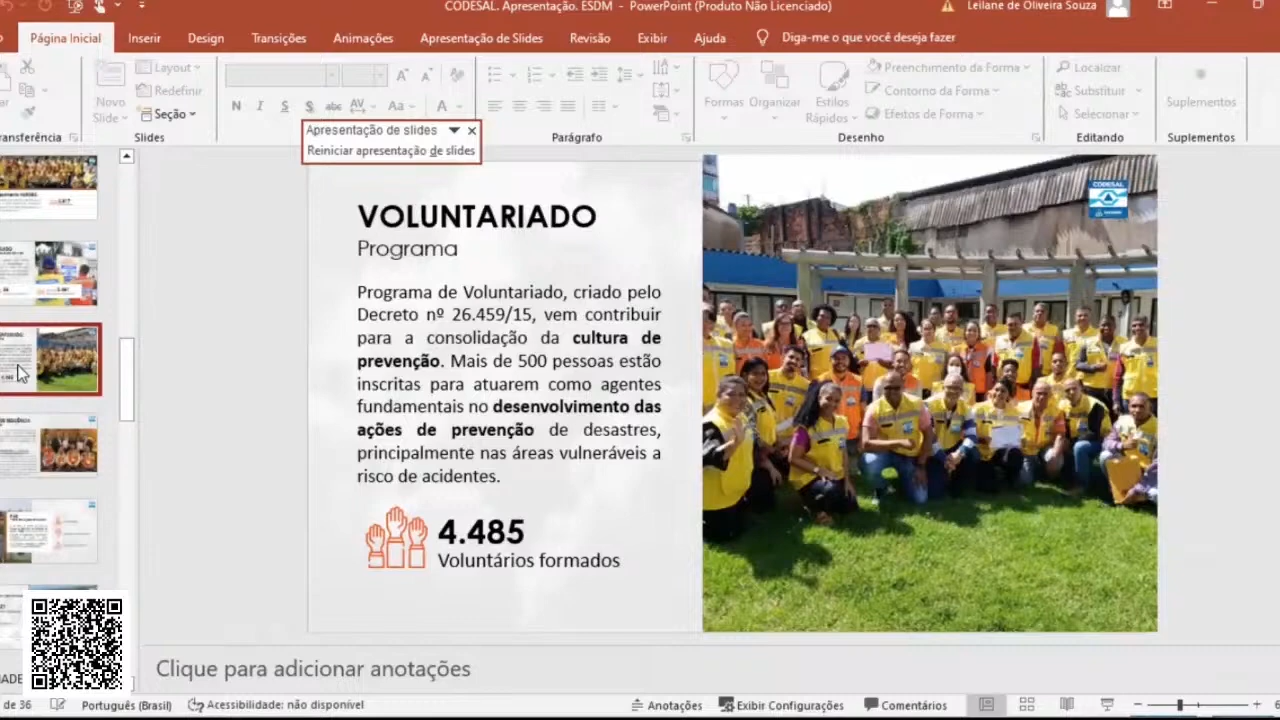 CODESAL. Apresentação. ESDM - PowerPoint (Produto Não Licenciado)
Leilane de Oliveira Souza
Página Inicial Inserir Design Transições Animações Apresentação de Slides Revisão Exibir Ajuda Diga-me o que você deseja fazer
Layout
Redefinir
Seção
Novo
Slide
N I S S abc AV Aa A
Formas Organizar Estilos
Rápidos
Preenchimento da Forma
Contorno da Forma
Efeitos de Forma
Localizar
Substituir
Selecionar
Suplementos
Slides Parágrafo Desenho Editando Suplementos
Apresentação de slides
Reiniciar apresentação de slides
CODESAL
VOLUNTARIADO
Programa
Programa de Voluntariado, criado pelo
Decreto nº 26.459/15, vem contribuir
para a consolidação da cultura de
prevenção. Mais de 500 pessoas estão
inscritas para atuarem como agentes
fundamentais no desenvolvimento das
ações de prevenção de desastres,
principalmente nas áreas vulneráveis a
risco de acidentes.
4.485
Voluntários formados
Clique para adicionar anotações
de 36 Português (Brasil) Acessibilidade: não disponível Anotações Exibir Configurações Comentários